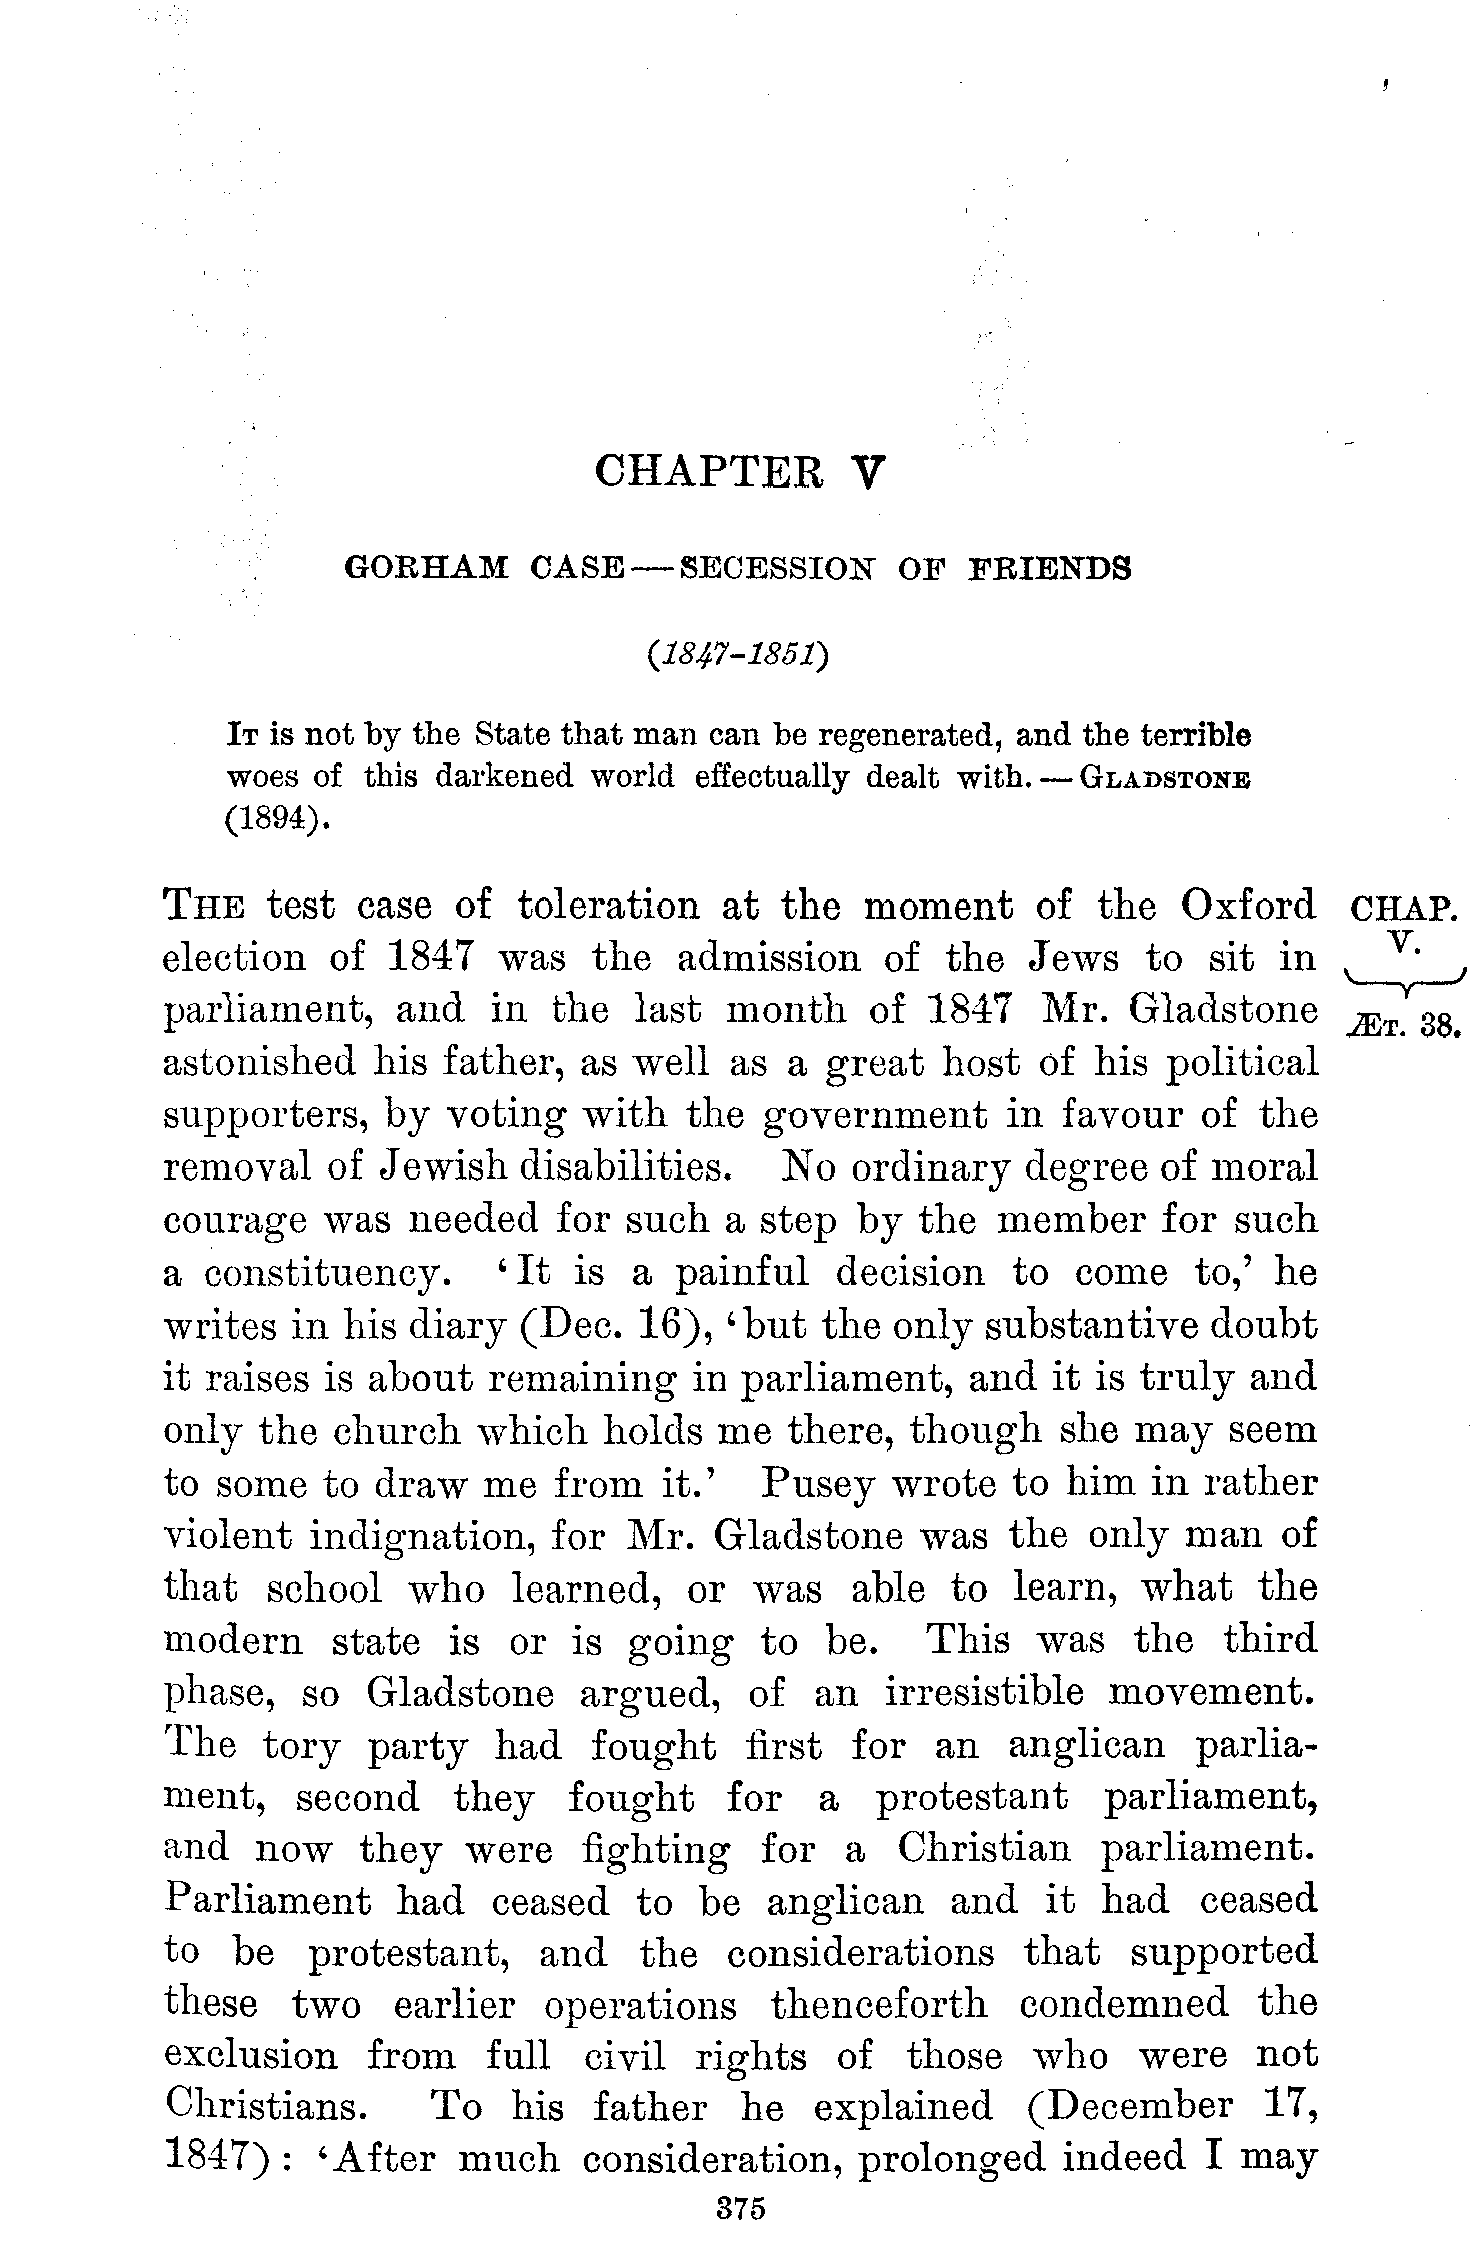 CHAPTER V
GORHAM CASE—SECESSION OF FRIENDS
(1847–1851)
IT is not by the State that man can be regenerated, and the terrible
woes of this darkened world effectually dealt with. — GLADSTONE
(1894).
THE test case of toleration at the moment of the Oxford
election of 1847 was the admission of the Jews to sit in
parliament, and in the last month of 1847 Mr. Gladstone
astonished his father, as well as a great host of his political
supporters, by voting with the government in favour of the
removal of Jewish disabilities. No ordinary degree of moral
courage was needed for such a step by the member for such
a constituency. ‘It is a painful decision to come to,’ he
writes in his diary (Dec. 16), ‘but the only substantive doubt
it raises is about remaining in parliament, and it is truly and
only the church which holds me there, though she may seem
to some to draw me from it.’ Pusey wrote to him in rather
violent indignation, for Mr. Gladstone was the only man of
that school who learned, or was able to learn, what the
modern state is or is going to be. This was the third
phase, so Gladstone argued, of an irresistible movement.
The tory party had fought first for an anglican parlia-
ment, second they fought for a protestant parliament,
and now they were fighting for a Christian parliament.
Parliament had ceased to be anglican and it had ceased
to be protestant, and the considerations that supported
these two earlier operations thenceforth condemned the
exclusion from full civil rights of those who were not
Christians. To his father he explained (December 17,
1847): ‘After much consideration, prolonged indeed I may
CHAP.
V.
ÆT. 38.
375